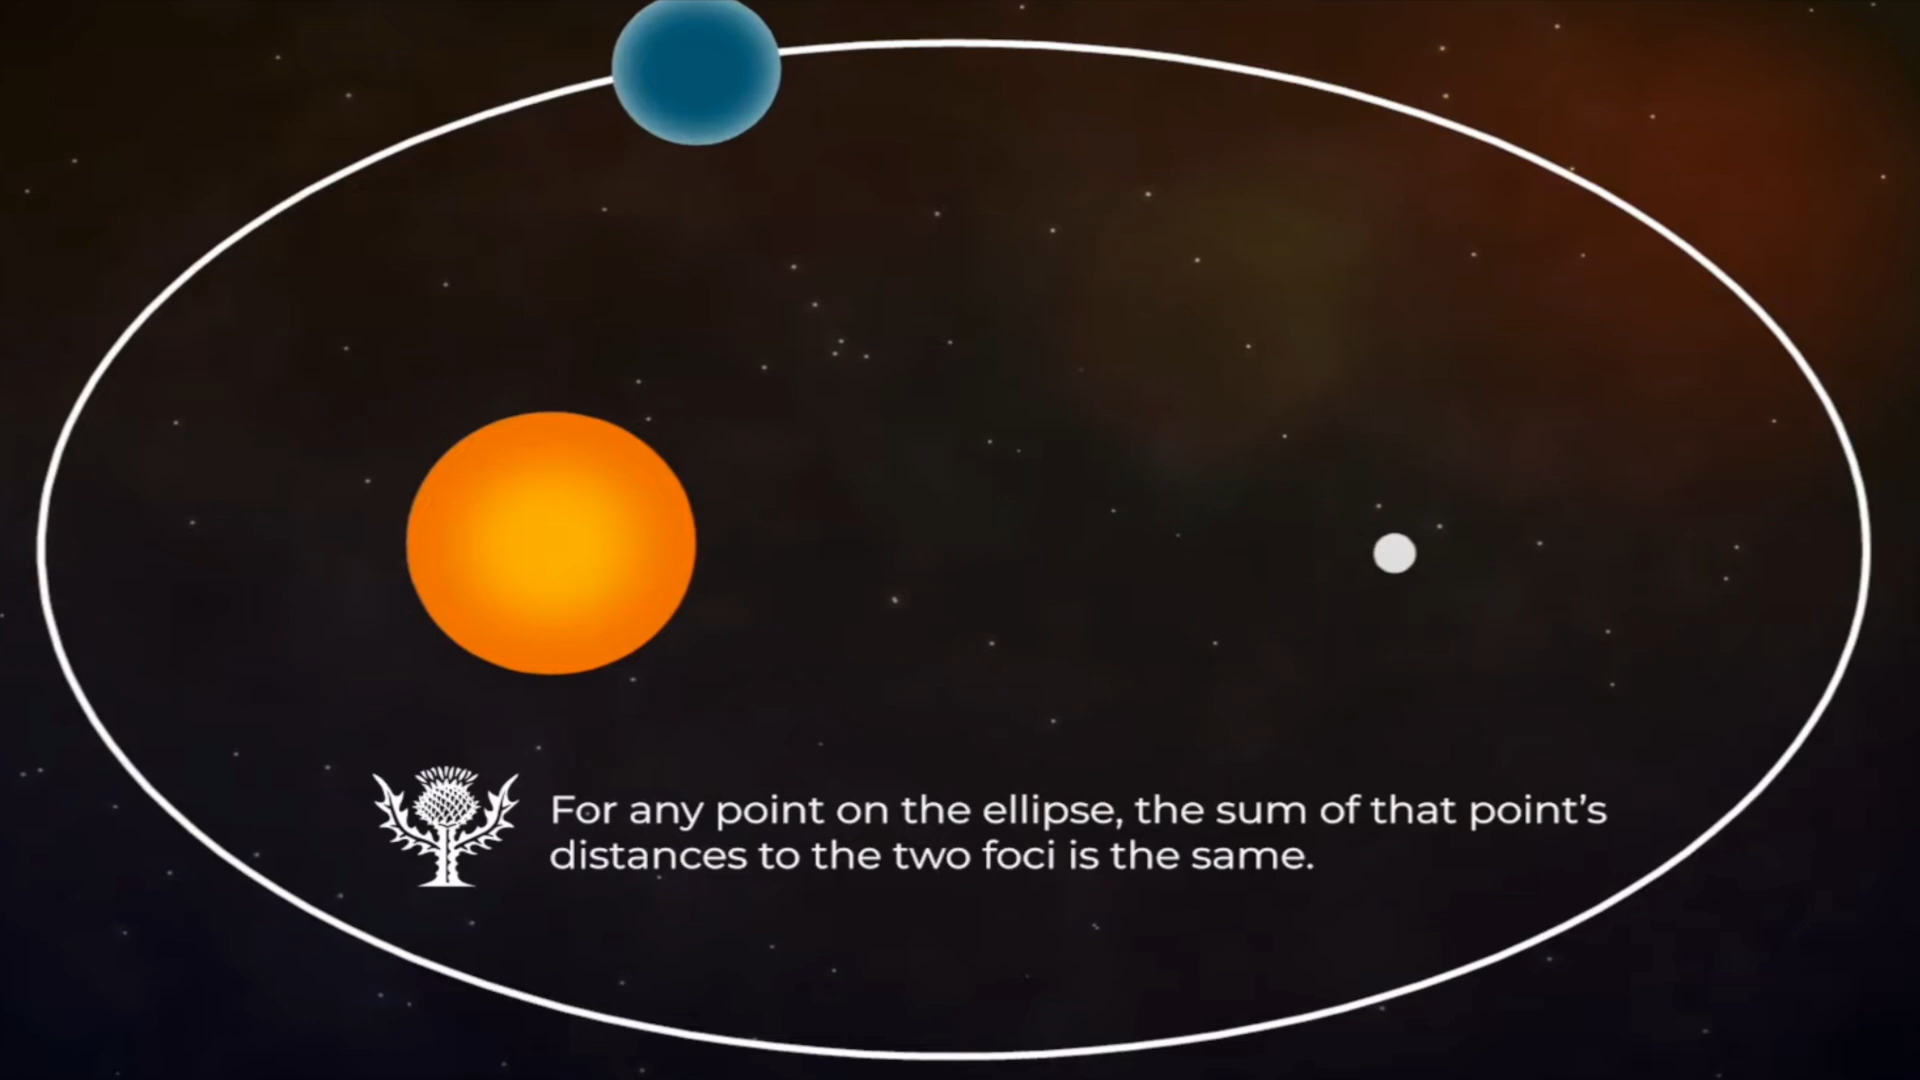 For any point on the ellipse, the sum of that point’s
distances to the two foci is the same.